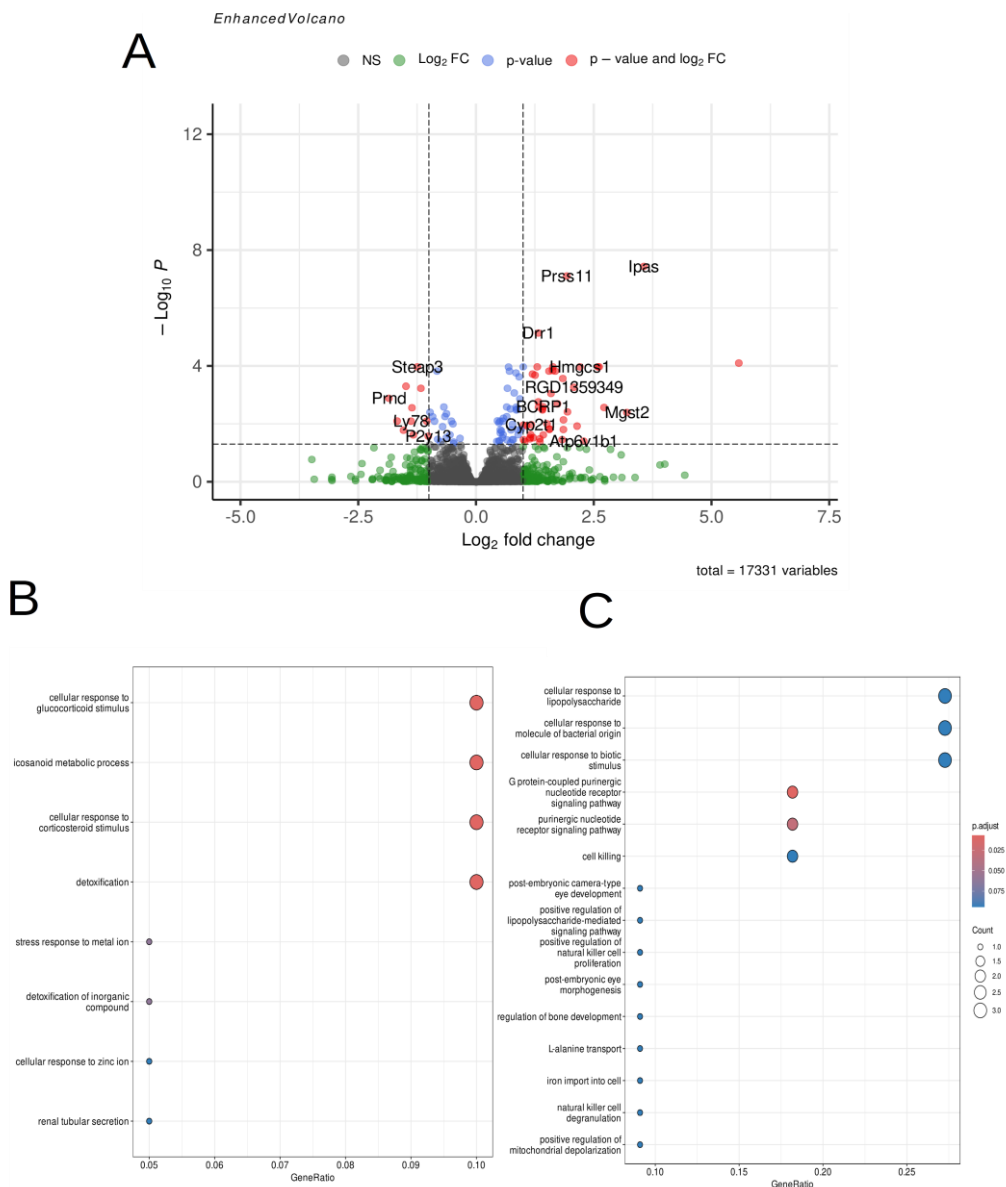 EnhancedVolcano
A
NS Log2 FC p-value p – value and log2 FC
12
8
4
0
– Log10 P
Ipas
Prss11
Drr1
Steap3 Hmgcs1
RGD1359349
Prnd BCRP1
Mgst2
Ly78 Cyp2t1
P2y13 Atp6v1b1
-5.0 -2.5 0.0 2.5 5.0 7.5
Log2 fold change
total = 17331 variables
B
cellular response to
glucocorticoid stimulus
icosanoid metabolic process
cellular response to
corticosteroid stimulus
detoxification
stress response to metal ion
detoxification of inorganic
compound
cellular response to zinc ion
renal tubular secretion
0.05 0.06 0.07 0.08 0.09 0.10
GeneRatio
C
cellular response to
lipopolysaccharide
cellular response to
molecule of bacterial origin
cellular response to biotic
stimulus
G protein-coupled purinergic
nucleotide receptor
signaling pathway
purinergic nucleotide
receptor signaling pathway
cell killing
post-embryonic camera-type
eye development
positive regulation of
lipopolysaccharide-mediated
signaling pathway
positive regulation of
natural killer cell
proliferation
post-embryonic eye
morphogenesis
regulation of bone development
L-alanine transport
iron import into cell
natural killer cell
degranulation
positive regulation of
mitochondrial depolarization
0.10 0.15 0.20 0.25
GeneRatio
p.adjust
0.025
0.050
0.075
Count
1.0
1.5
2.0
2.5
3.0